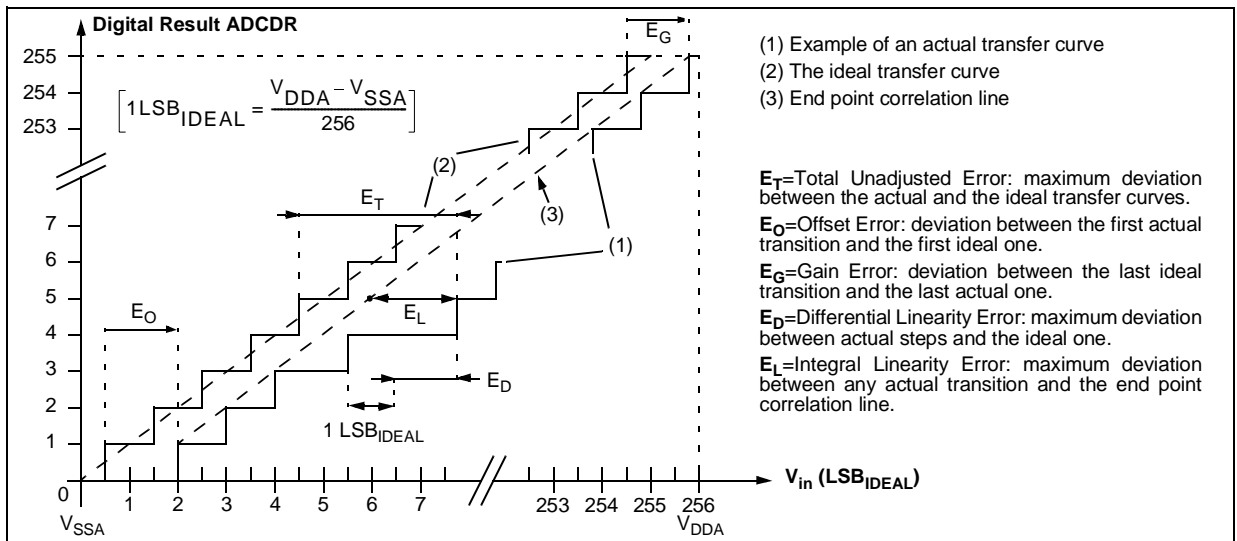 Digital Result ADCDR
E_G
(1) Example of an actual transfer curve
(2) The ideal transfer curve
(3) End point correlation line
255
254
253
1LSB_IDEAL = (V_DDA – V_SSA) / 256
(2)
E_T=Total Unadjusted Error: maximum deviation
between the actual and the ideal transfer curves.
E_O=Offset Error: deviation between the first actual
transition and the first ideal one.
E_G=Gain Error: deviation between the last ideal
transition and the last actual one.
E_D=Differential Linearity Error: maximum deviation
between actual steps and the ideal one.
E_L=Integral Linearity Error: maximum deviation
between any actual transition and the end point
correlation line.
E_T
(3)
7
(1)
6
5
E_O
E_L
4
3
E_D
2
1 LSB_IDEAL
1
V_in (LSB_IDEAL)
0
1 2 3 4 5 6 7 253 254 255 256
V_SSA
V_DDA